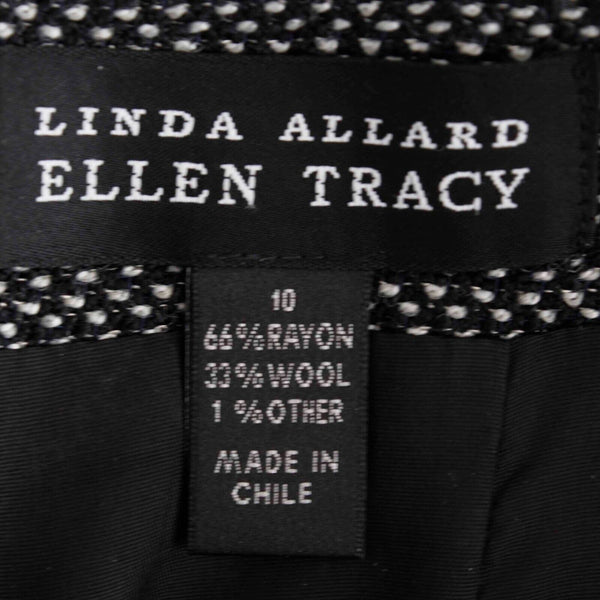 LINDA ALLARD
ELLEN TRACY
10
66%RAYON
33%WOOL
1%OTHER
MADE IN
CHILE